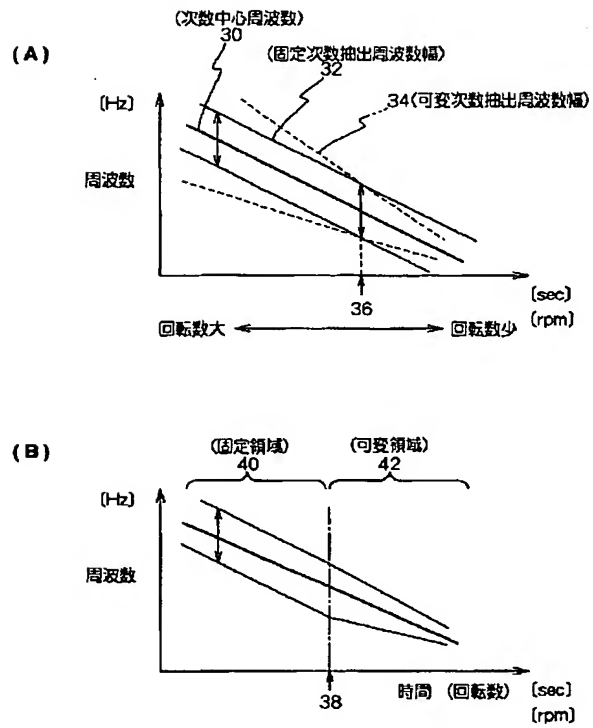 (次数中心周波数)
(A)
30
(固定次数抽出周波数幅)
32
〔Hz〕
34(可変次数抽出周波数幅)
周波数
36
〔sec〕
回転数大
回転数少
〔rpm〕
(固定領域)
(可変領域)
(B)
40
42
〔Hz〕
周波数
38
時間 (回転数)
〔sec〕
〔rpm〕